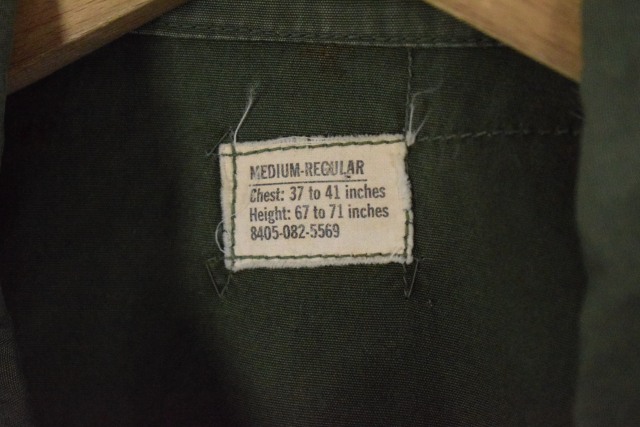 MEDIUM-REGULAR
Chest: 37 to 41 inches
Height: 67 to 71 inches
8405-082-5569